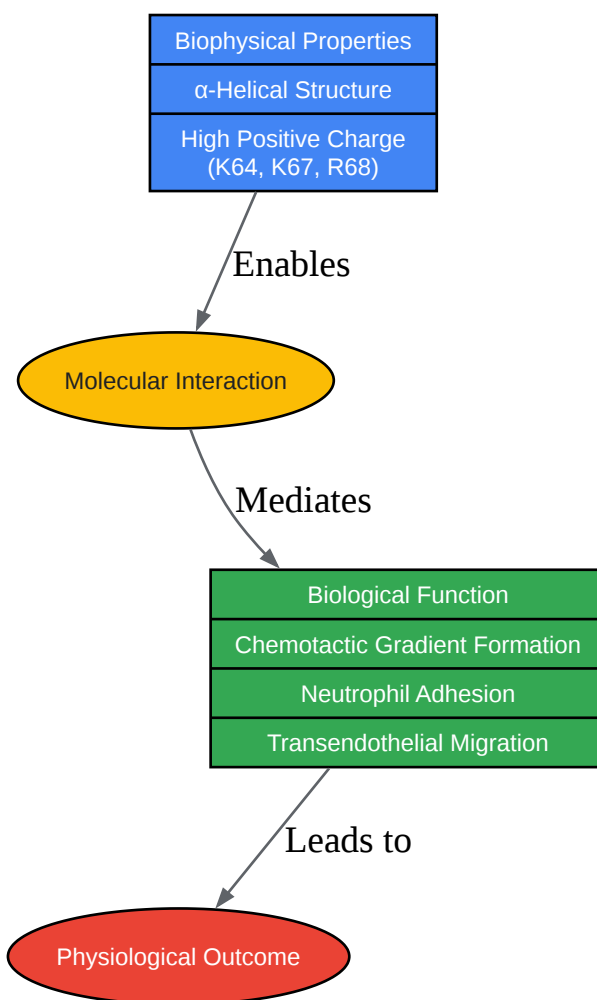 Biophysical Properties
α-Helical Structure
High Positive Charge
(K64, K67, R68)
Enables
Molecular Interaction
Mediates
Biological Function
Chemotactic Gradient Formation
Neutrophil Adhesion
Transendothelial Migration
Leads to
Physiological Outcome